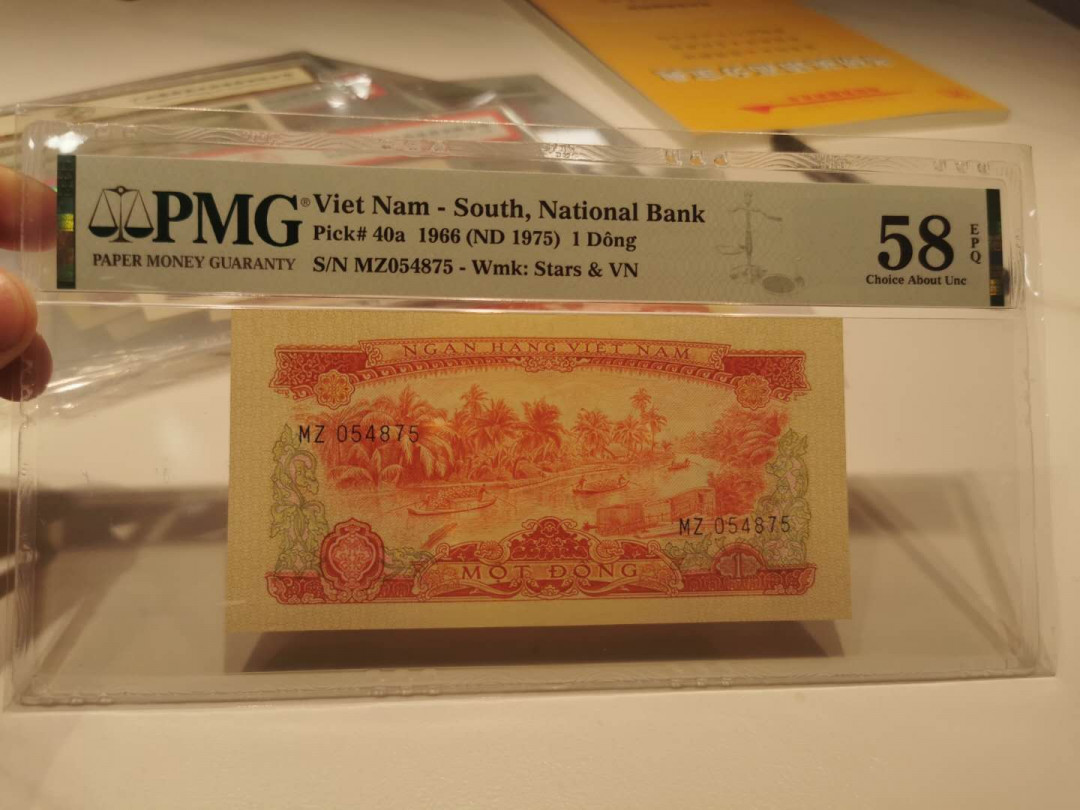 PMG®
PAPER MONEY GUARANTY
Viet Nam - South, National Bank
Pick# 40a 1966 (ND 1975) 1 Dông
S/N MZ054875 - Wmk: Stars & VN
58
EPQ
Choice About Unc
NGÂN HÀNG VIỆT NAM
MZ 054875
MZ 054875
MỘT ĐỒNG
1